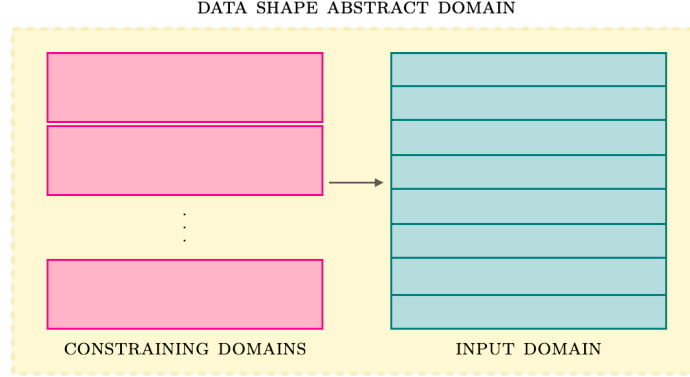 DATA SHAPE ABSTRACT DOMAIN
CONSTRAINING DOMAINS
INPUT DOMAIN